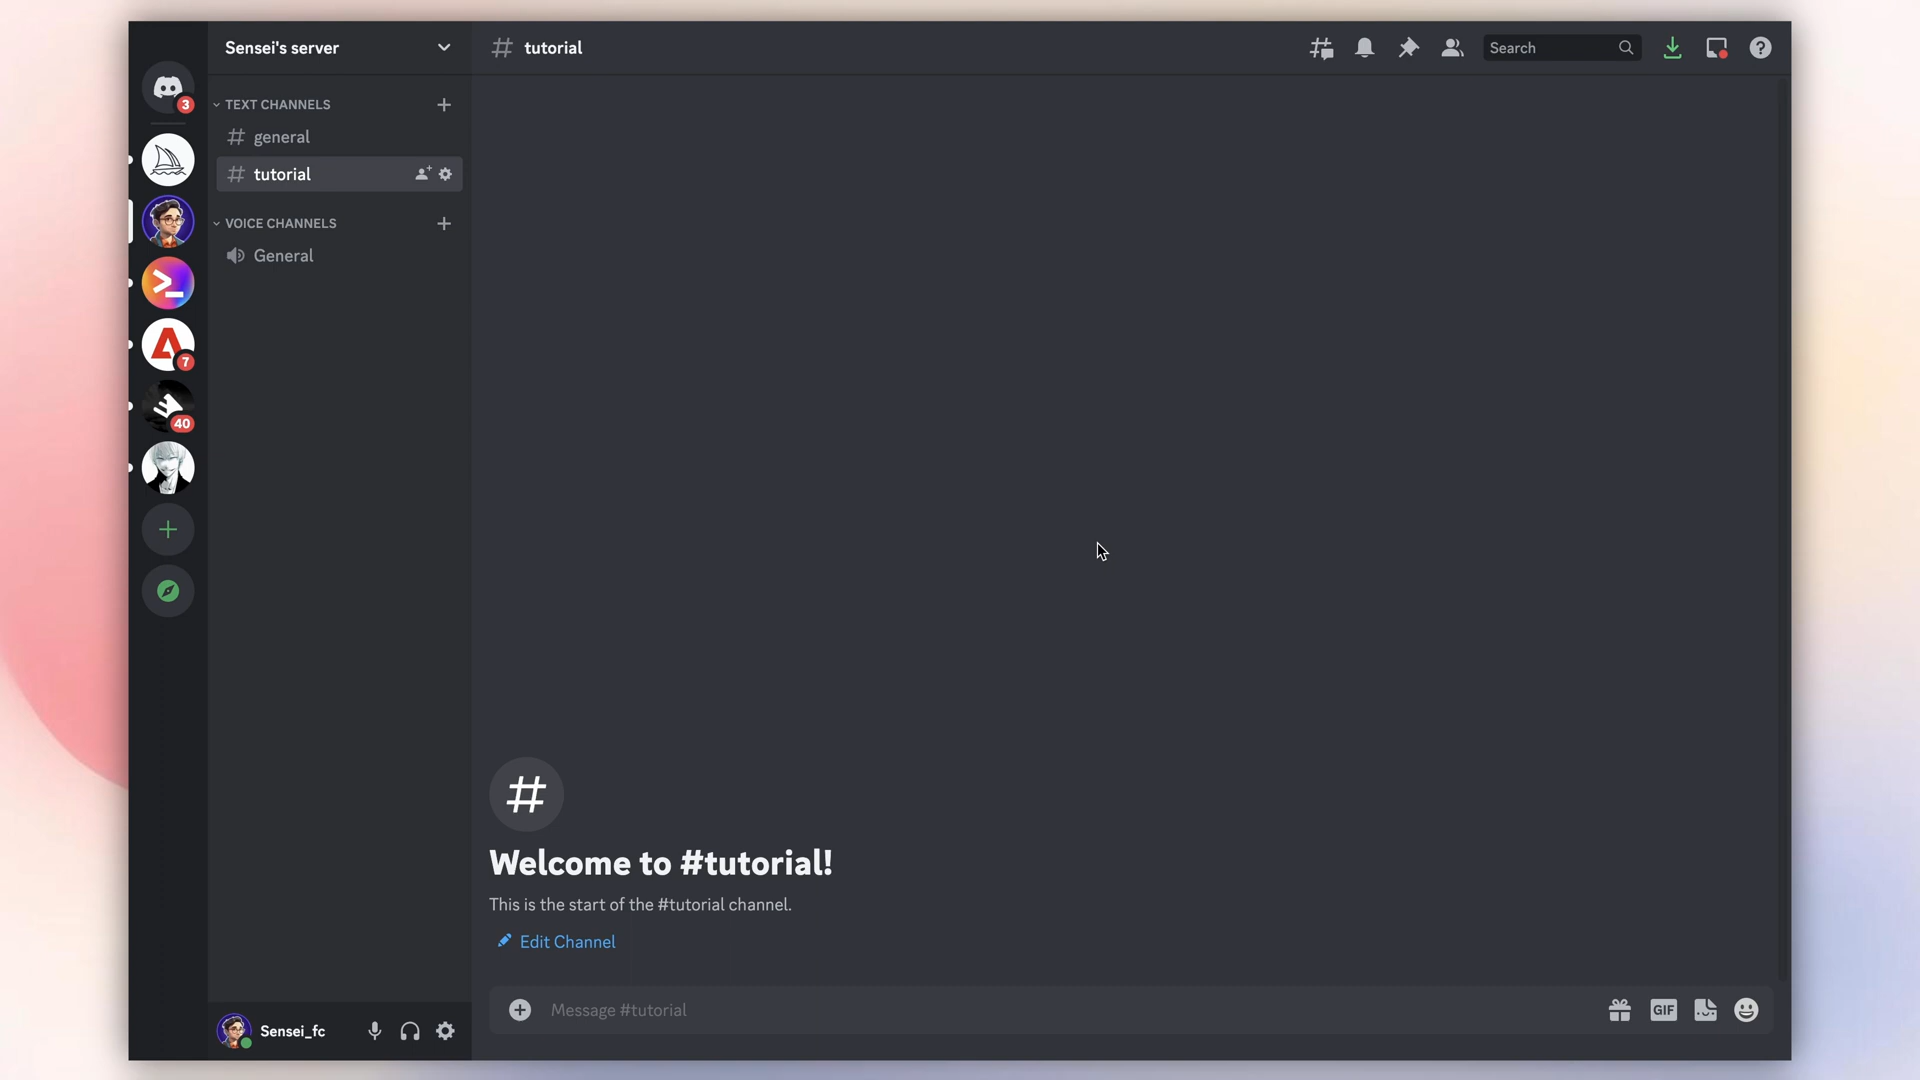 Sensei's server
tutorial
Search
3
TEXT CHANNELS
general
tutorial
VOICE CHANNELS
General
7
40
Welcome to #tutorial!
This is the start of the #tutorial channel.
Edit Channel
Message #tutorial
GIF
Sensei_fc